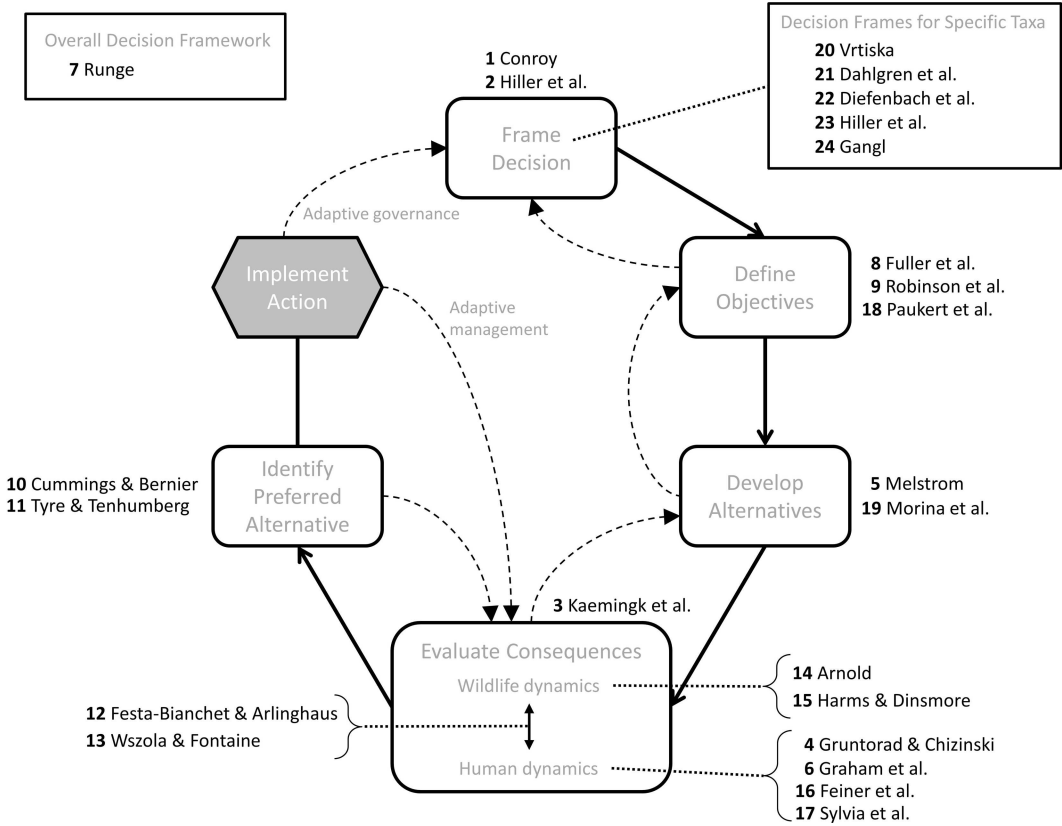 Overall Decision Framework
7 Runge
Decision Frames for Specific Taxa
20 Vrtiska
21 Dahlgren et al.
22 Diefenbach et al.
23 Hiller et al.
24 Gangl
1 Conroy
2 Hiller et al.
Frame
Decision
Adaptive governance
Implement
Action
Adaptive
management
Define
Objectives
8 Fuller et al.
9 Robinson et al.
18 Paukert et al.
10 Cummings & Bernier
11 Tyre & Tenhumberg
Identify
Preferred
Alternative
Develop
Alternatives
5 Melstrom
19 Morina et al.
3 Kaemingk et al.
Evaluate Consequences
Wildlife dynamics
Human dynamics
12 Festa-Bianchet & Arlinghaus
13 Wszola & Fontaine
14 Arnold
15 Harms & Dinsmore
4 Gruntorad & Chizinski
6 Graham et al.
16 Feiner et al.
17 Sylvia et al.